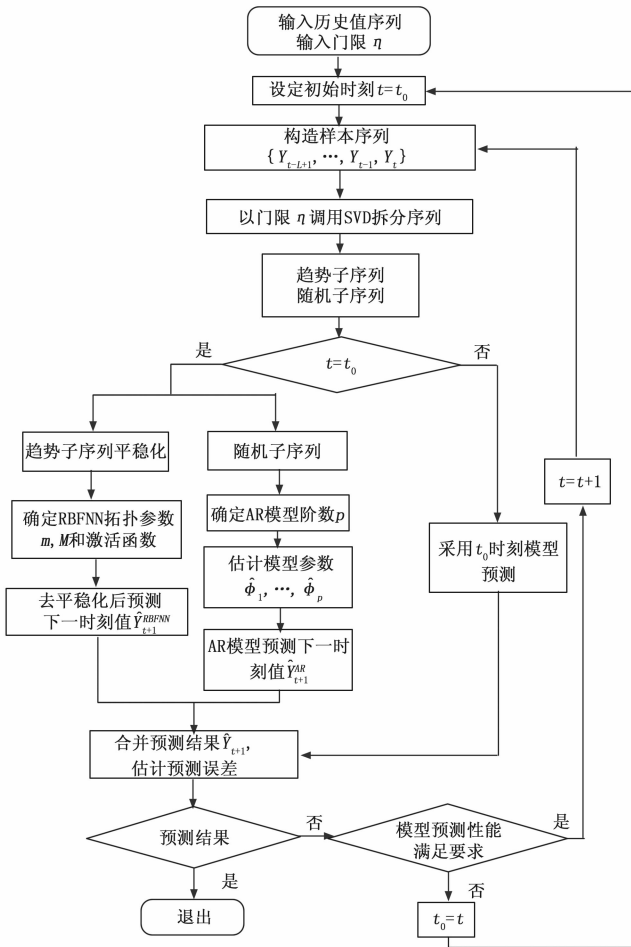 输入历史值序列
输入门限 η
设定初始时刻t=t₀
构造样本序列
{Y_{t-L+1}, …, Y_{t-1}, Y_t}
以门限 η 调用SVD拆分序列
趋势子序列
随机子序列
是
t=t₀
否
趋势子序列平稳化
随机子序列
t=t+1
确定RBFNN拓扑参数
m, M和激活函数
确定AR模型阶数p
采用t₀时刻模型
预测
估计模型参数
ϕ̂₁, …, ϕ̂_p
去平稳化后预测
下一时刻值Ŷ_{t+1}^{RBFNN}
AR模型预测下一时
刻值Ŷ_{t+1}^{AR}
合并预测结果Ŷ_{t+1},
估计预测误差
预测结果
否
模型预测性能
满足要求
是
是
否
退出
t₀=t